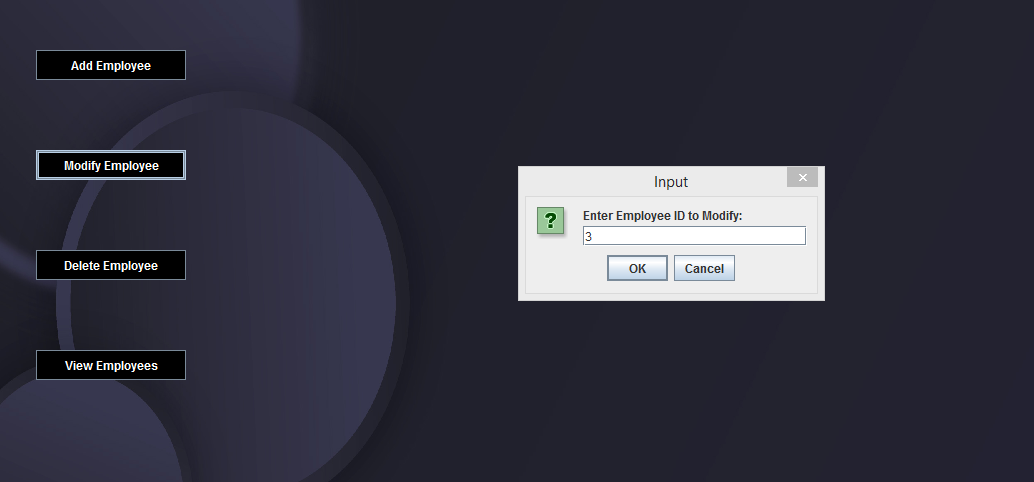 Add Employee
Modify Employee
Delete Employee
View Employees
Input
Enter Employee ID to Modify:
3
OK
Cancel